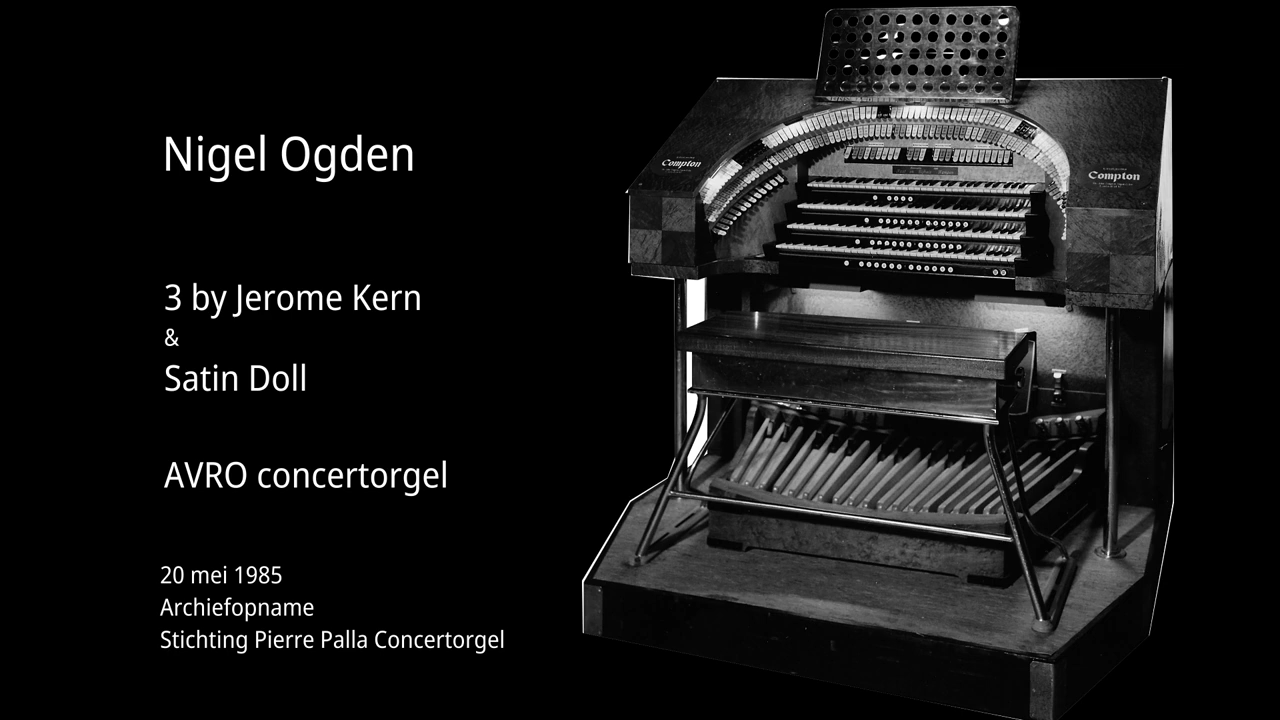 Nigel Ogden
3 by Jerome Kern
&
Satin Doll
AVRO concertorgel
20 mei 1985
Archiefopname
Stichting Pierre Palla Concertorgel
Compton
Compton